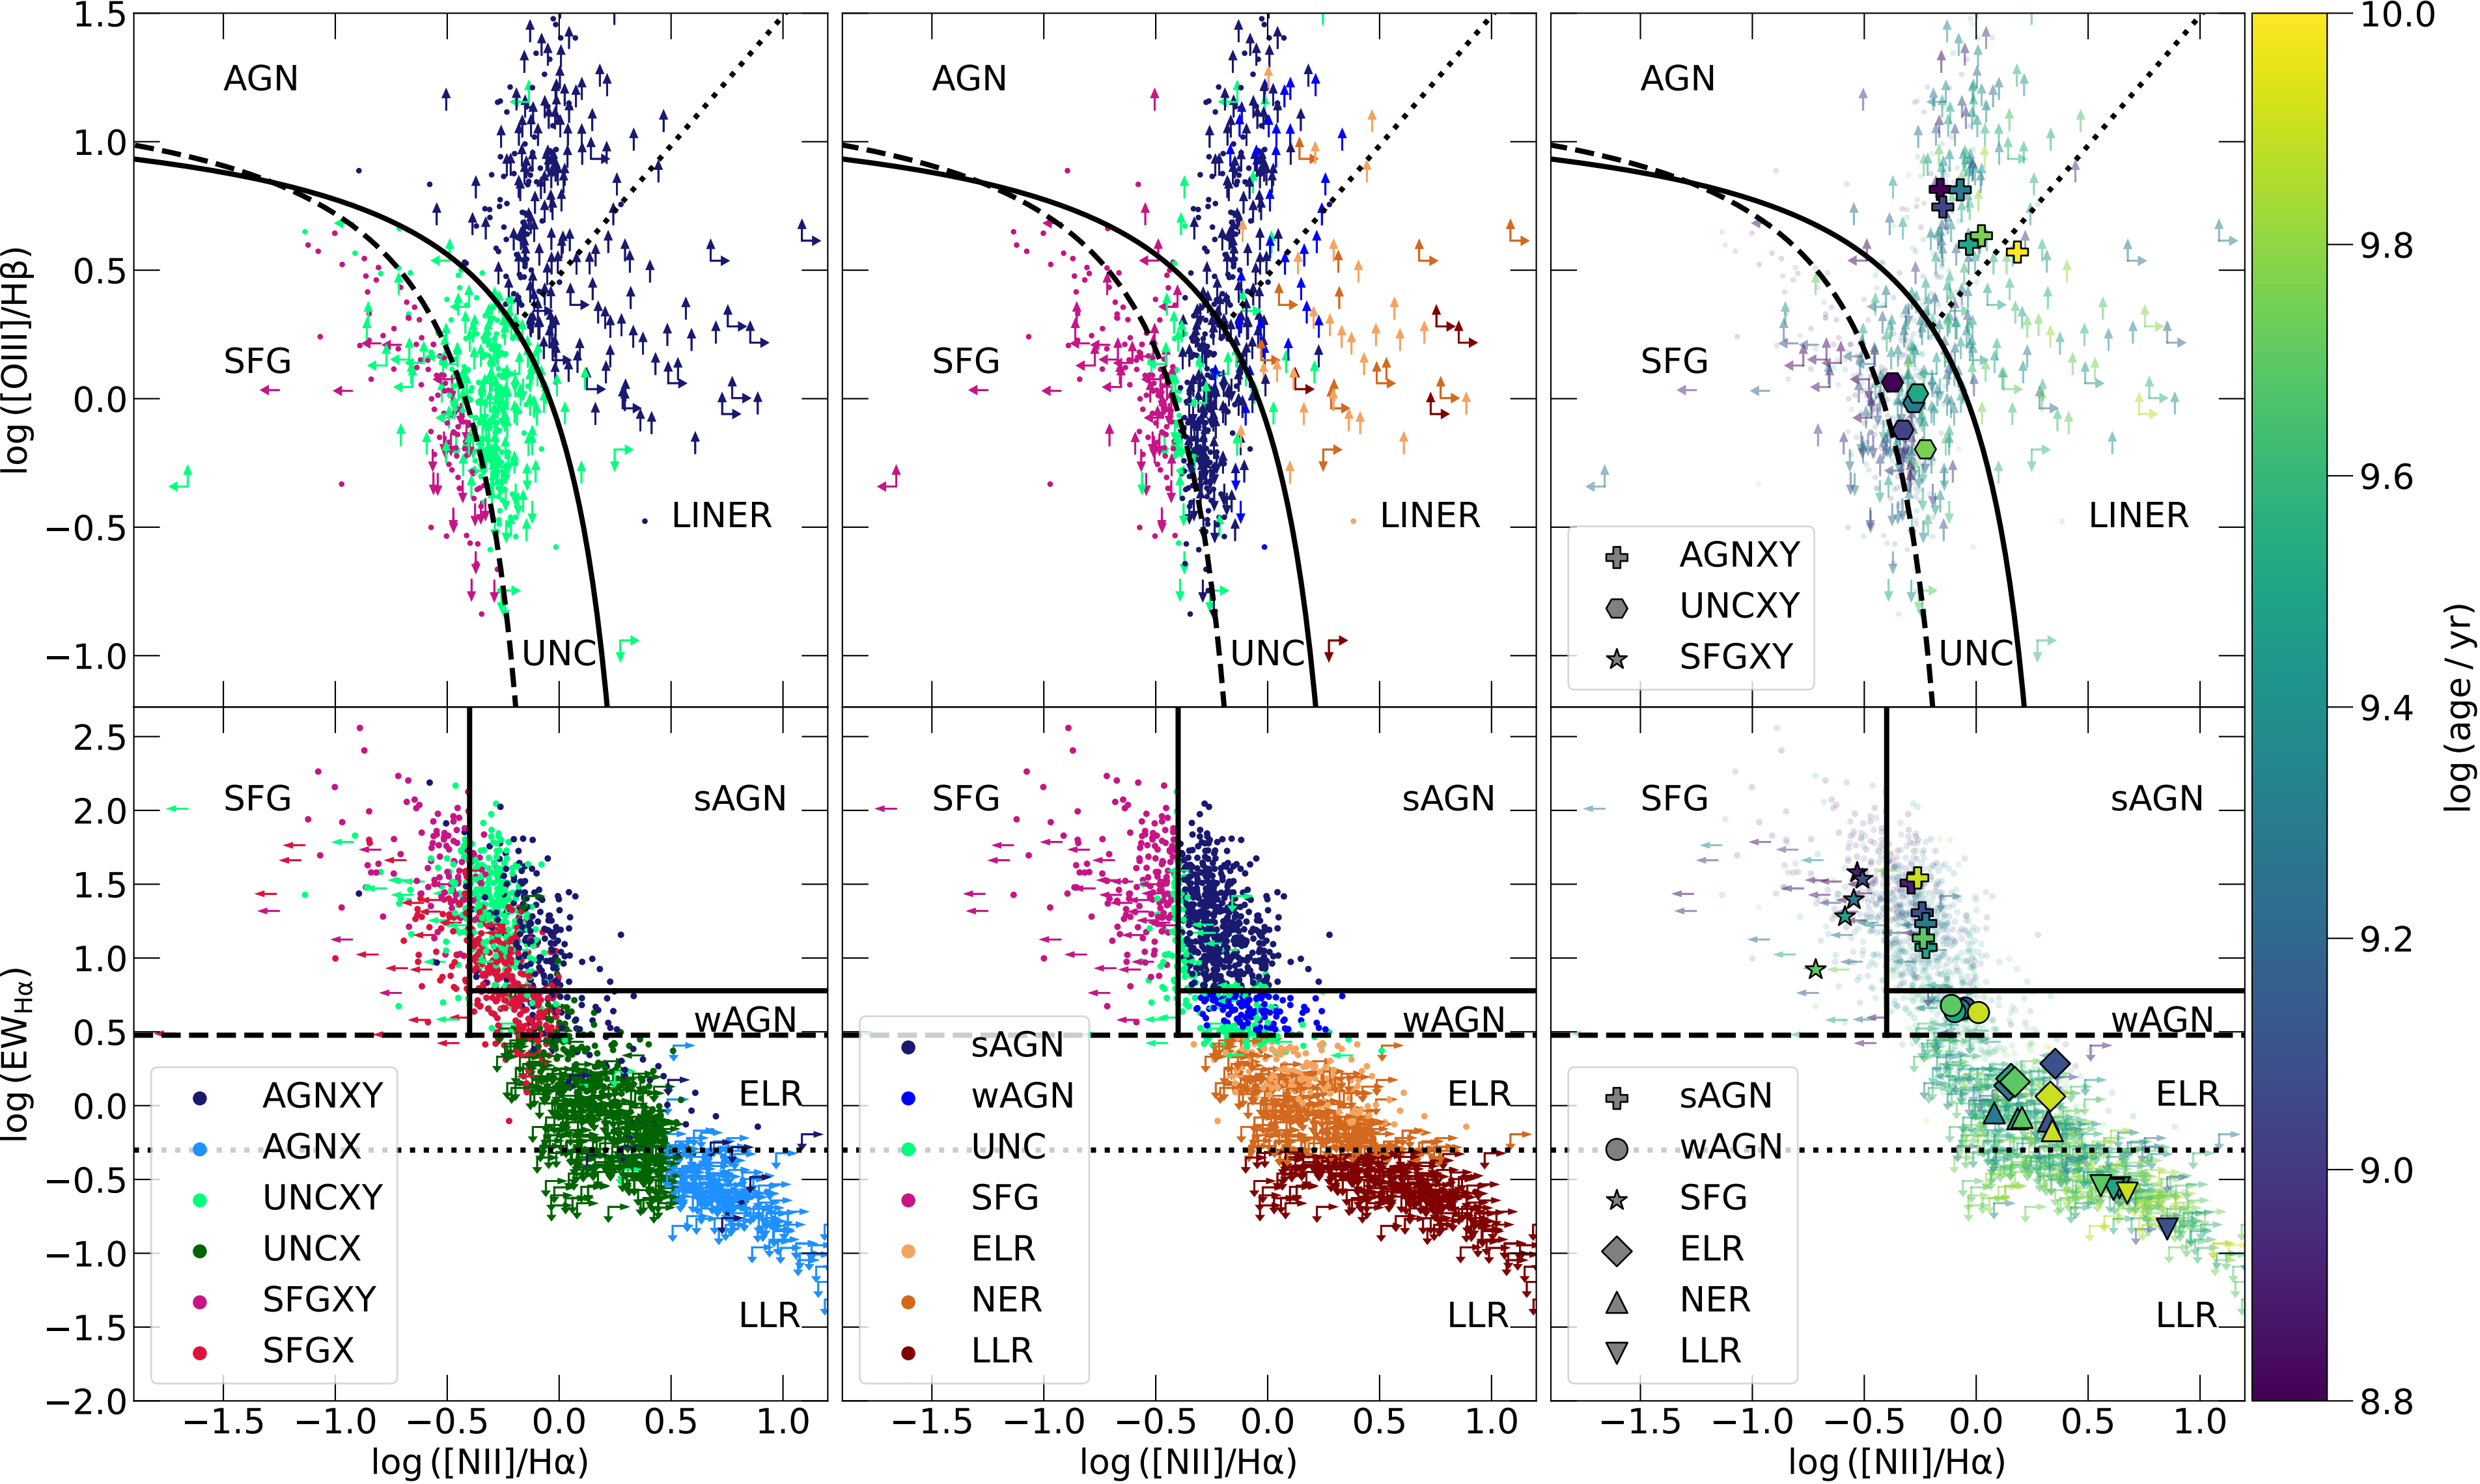 1.5
1.0
0.5
0.0
−0.5
−1.0
log ([OIII]/Hβ)
AGN
SFG
LINER
UNC
AGN
SFG
LINER
UNC
AGN
SFG
LINER
UNC
AGNXY
UNCXY
SFGXY
2.5
2.0
1.5
1.0
0.5
0.0
−0.5
−1.0
−1.5
−2.0
log (EWHα)
SFG
sAGN
wAGN
ELR
LLR
AGNXY
AGNX
UNCXY
UNCX
SFGXY
SFGX
−1.5
−1.0
−0.5
0.0
0.5
1.0
log ([NII]/Hα)
SFG
sAGN
wAGN
ELR
LLR
sAGN
wAGN
UNC
SFG
ELR
NER
LLR
−1.5
−1.0
−0.5
0.0
0.5
1.0
log ([NII]/Hα)
SFG
sAGN
wAGN
ELR
LLR
sAGN
wAGN
SFG
ELR
NER
LLR
−1.5
−1.0
−0.5
0.0
0.5
1.0
log ([NII]/Hα)
10.0
9.8
9.6
9.4
9.2
9.0
8.8
log (age / yr)